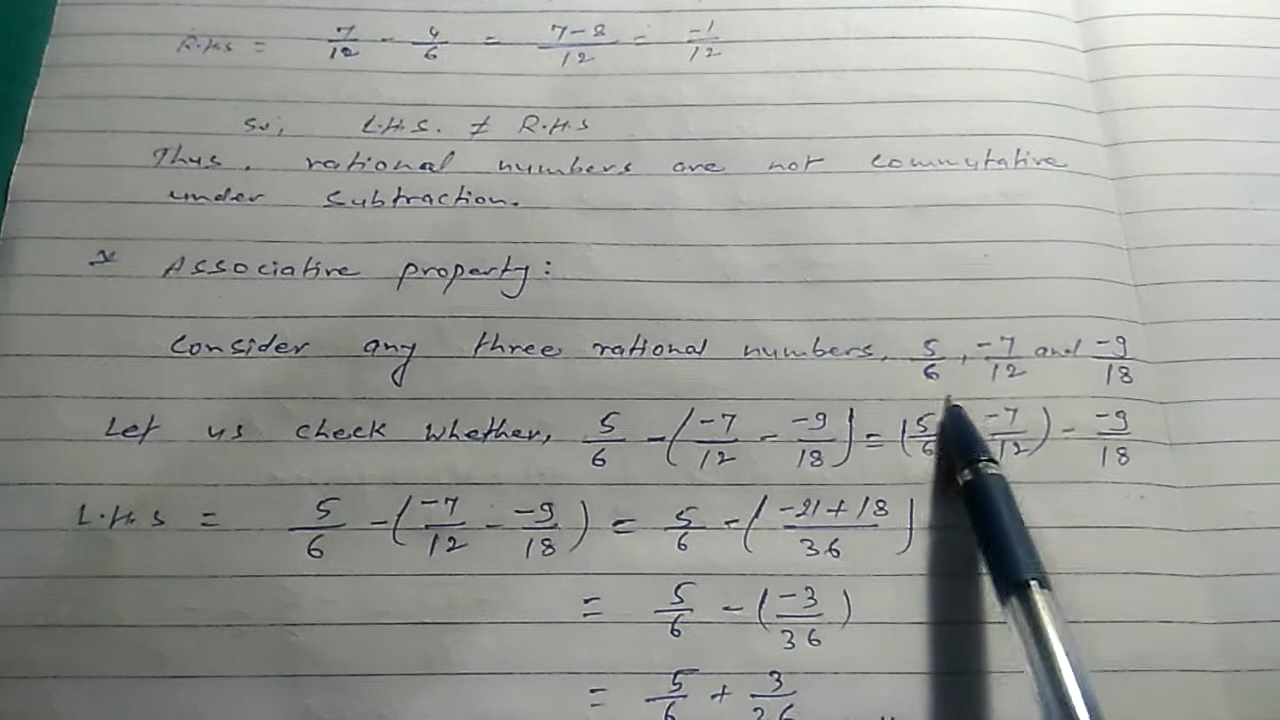 R.H.S = 7/12 - 4/6 = 7-8/12 = -1/12
So, L.H.S. ≠ R.H.S
Thus, rational numbers are not commutative
under subtraction.
* Associative property:
Consider any three rational numbers, 5/6, -7/12 and -9/18
Let us check whether, 5/6 - (-7/12 - -9/18) = (5/6 -7/12) - -9/18
L.H.S = 5/6 - (-7/12 - -9/18) = 5/6 - (-21+18/36)
= 5/6 - (-3/36)
= 5/6 + 3/36